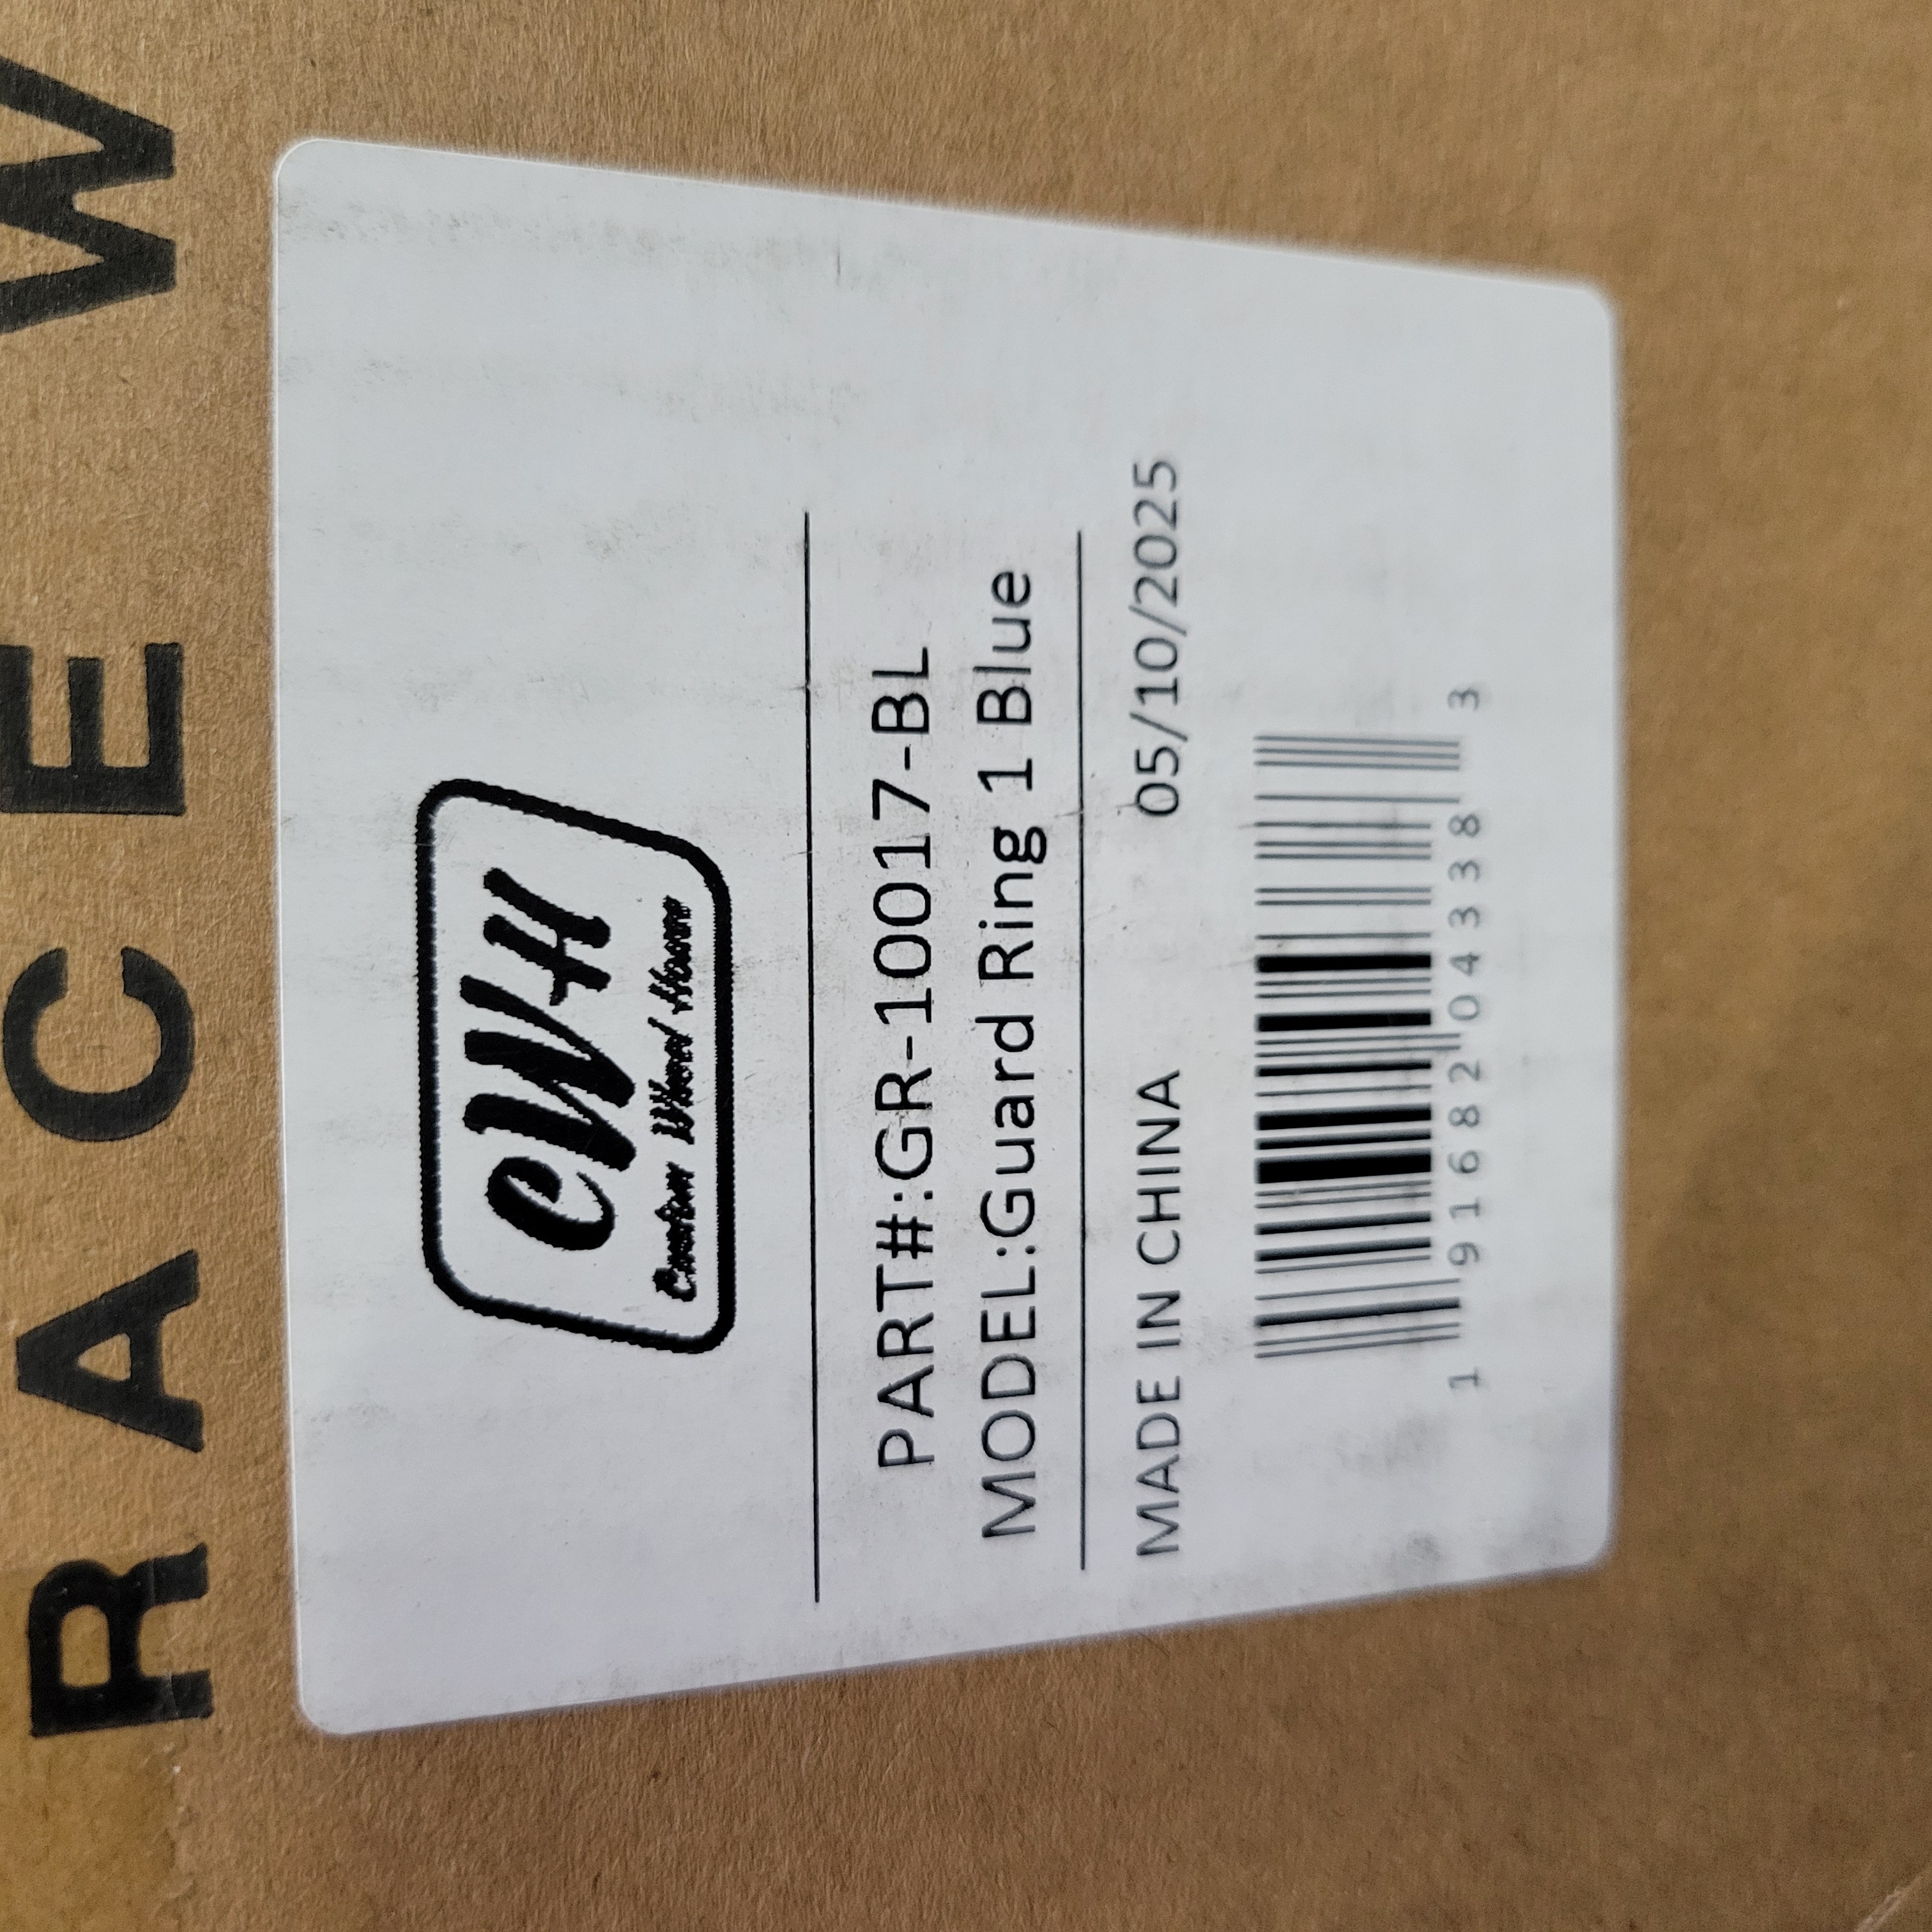 RACE W
CWH
Custom Wheel House
PART#:GR-10017-BL
MODEL:Guard Ring 1 Blue
MADE IN CHINA 05/10/2025
1 91682 04338 3